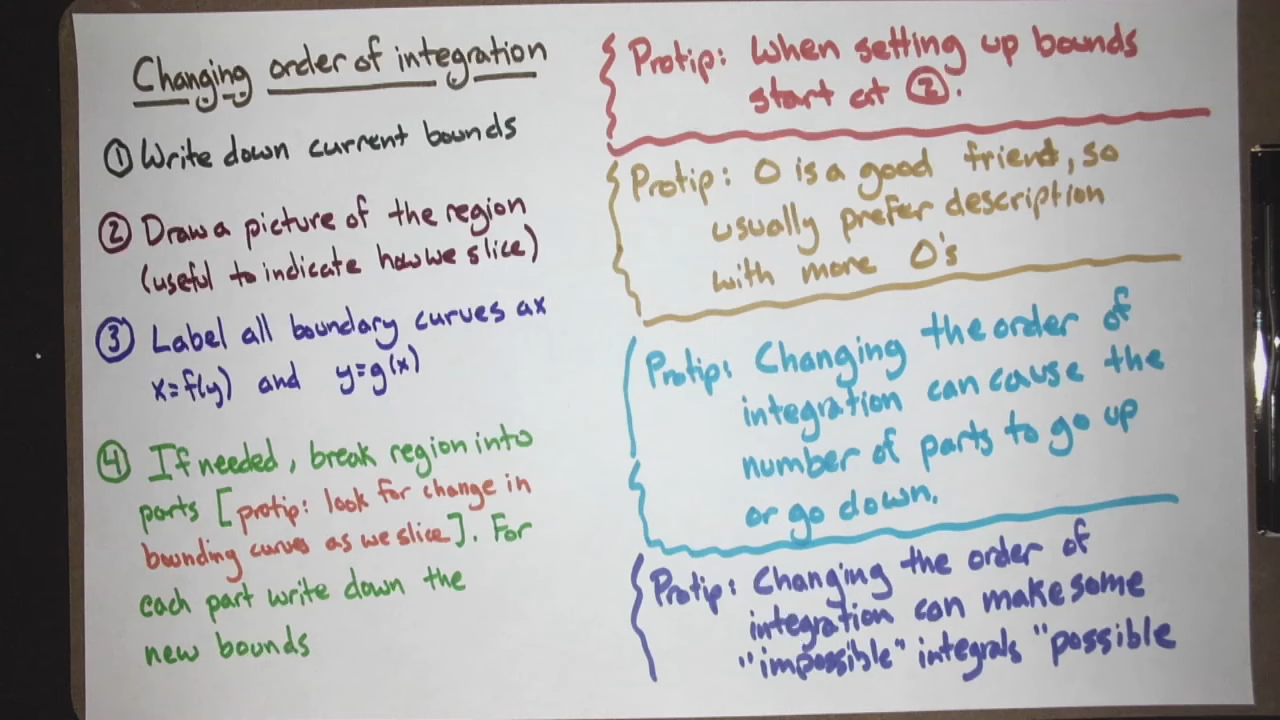 Changing order of integration
① Write down current bounds
② Draw a picture of the region
(useful to indicate how we slice)
③ Label all boundary curves as
x=f(y) and y=g(x)
④ If needed, break region into
parts [protip: look for change in
bounding curves as we slice]. For
each part write down the
new bounds
Protip: When setting up bounds
start at ②.
Protip: 0 is a good friend, so
usually prefer description
with more 0's
Protip: Changing the order of
integration can cause the
number of parts to go up
or go down.
Protip: Changing the order of
integration can make some
"impossible" integrals "possible